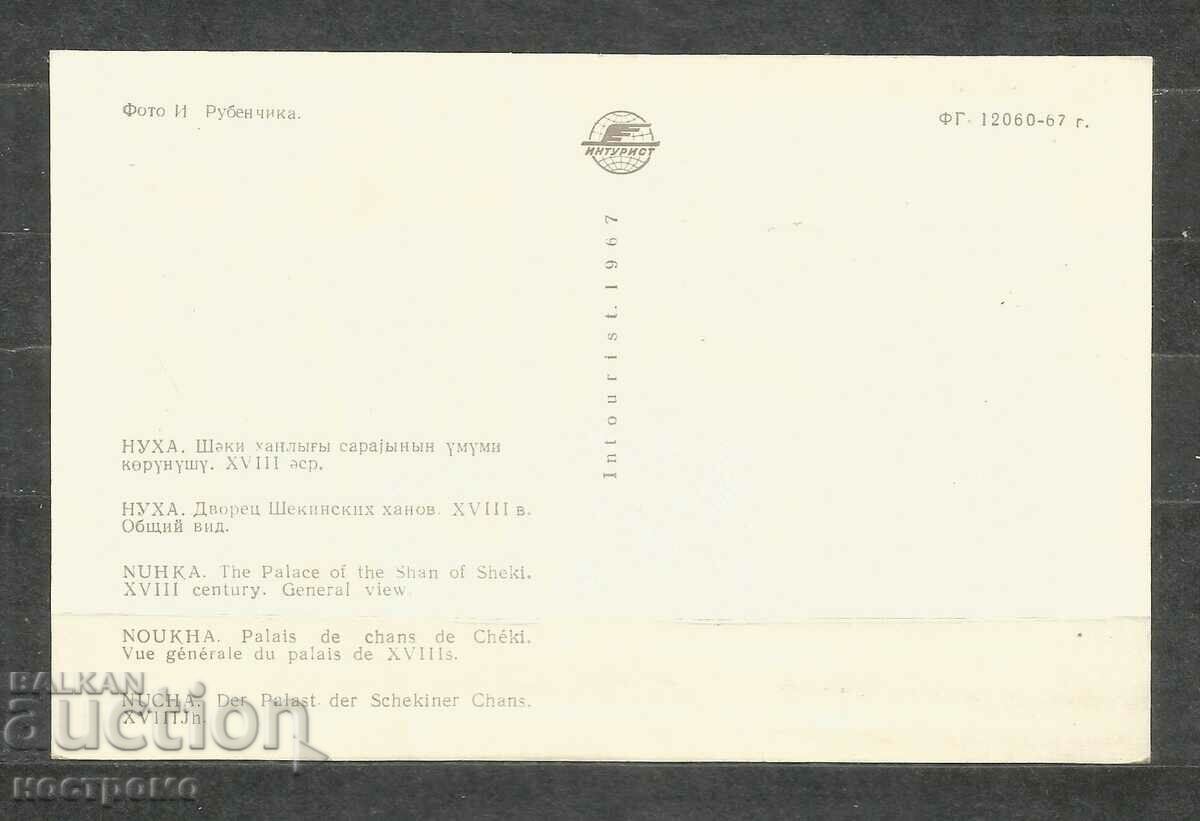 Фото И Рубенчика.
ИНТУРИСТ
ФГ 12060-67 г.
Intourist. 1967
НУХА. Шәки ханлығы сарајынын үмуми
көрүнүшү. XVIII әср.
НУХА. Дворец Шекинских ханов. XVIII в.
Общий вид.
NUHKA. The Palace of the Shan of Sheki.
XVIII century. General view.
NOUKHA. Palais de chans de Chéki.
Vue générale du palais de XVIIIs.
NUCHA. Der Palast der Schekiner Chans.
XVIIIJh.
BALKAN
auction
костромо